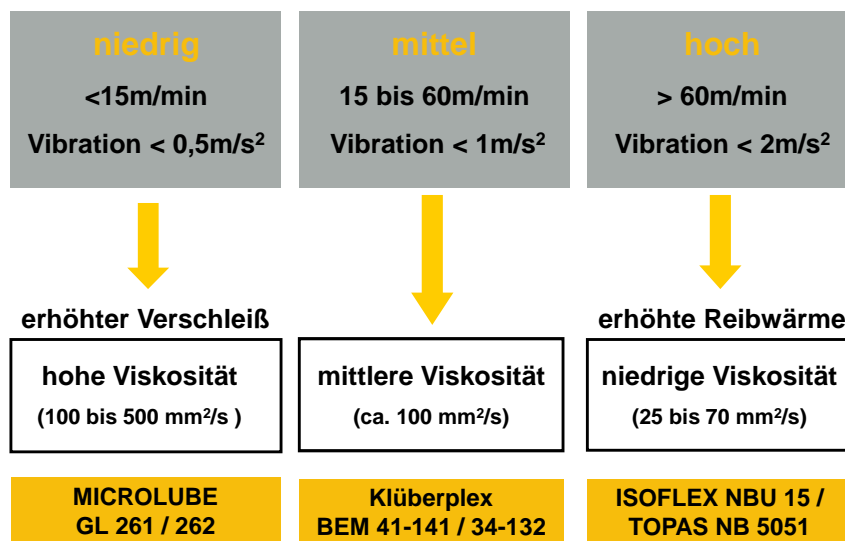 niedrig
<15m/min
Vibration < 0,5m/s²
mittel
15 bis 60m/min
Vibration < 1m/s²
hoch
> 60m/min
Vibration < 2m/s²
erhöhter Verschleiß
hohe Viskosität
(100 bis 500 mm²/s )
mittlere Viskosität
(ca. 100 mm²/s)
erhöhte Reibwärme
niedrige Viskosität
(25 bis 70 mm²/s)
MICROLUBE
GL 261 / 262
Klüberplex
BEM 41-141 / 34-132
ISOFLEX NBU 15 /
TOPAS NB 5051